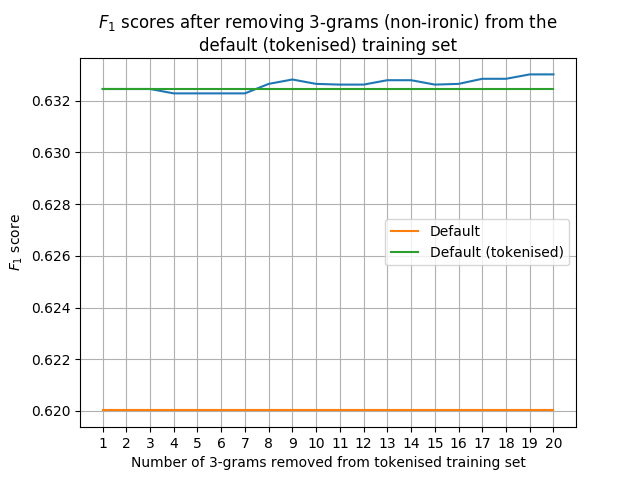 F₁ scores after removing 3-grams (non-ironic) from the
default (tokenised) training set
0.632
0.630
0.628
0.626
0.624
0.622
0.620
F₁ score
Default
Default (tokenised)
1 2 3 4 5 6 7 8 9 10 11 12 13 14 15 16 17 18 19 20
Number of 3-grams removed from tokenised training set